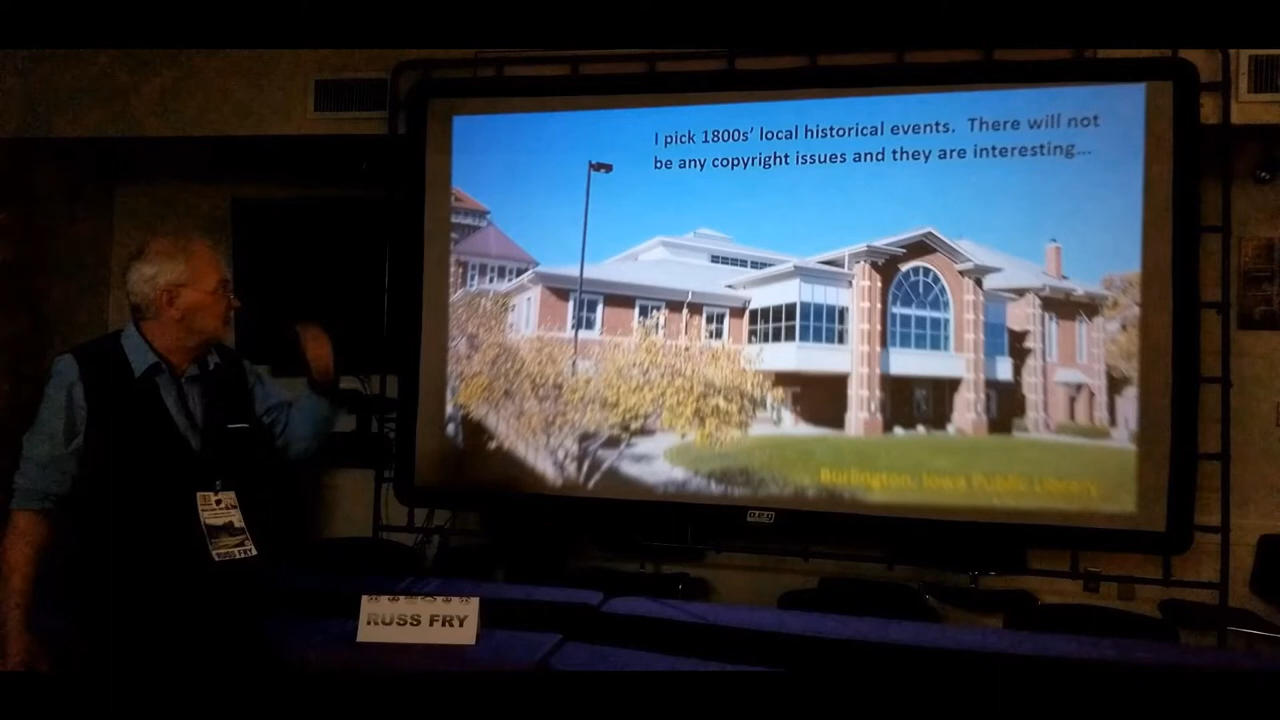 I pick 1800s’ local historical events.  There will not
be any copyright issues and they are interesting...
Burlington, Iowa Public Library
RUSS FRY
RUSS FRY